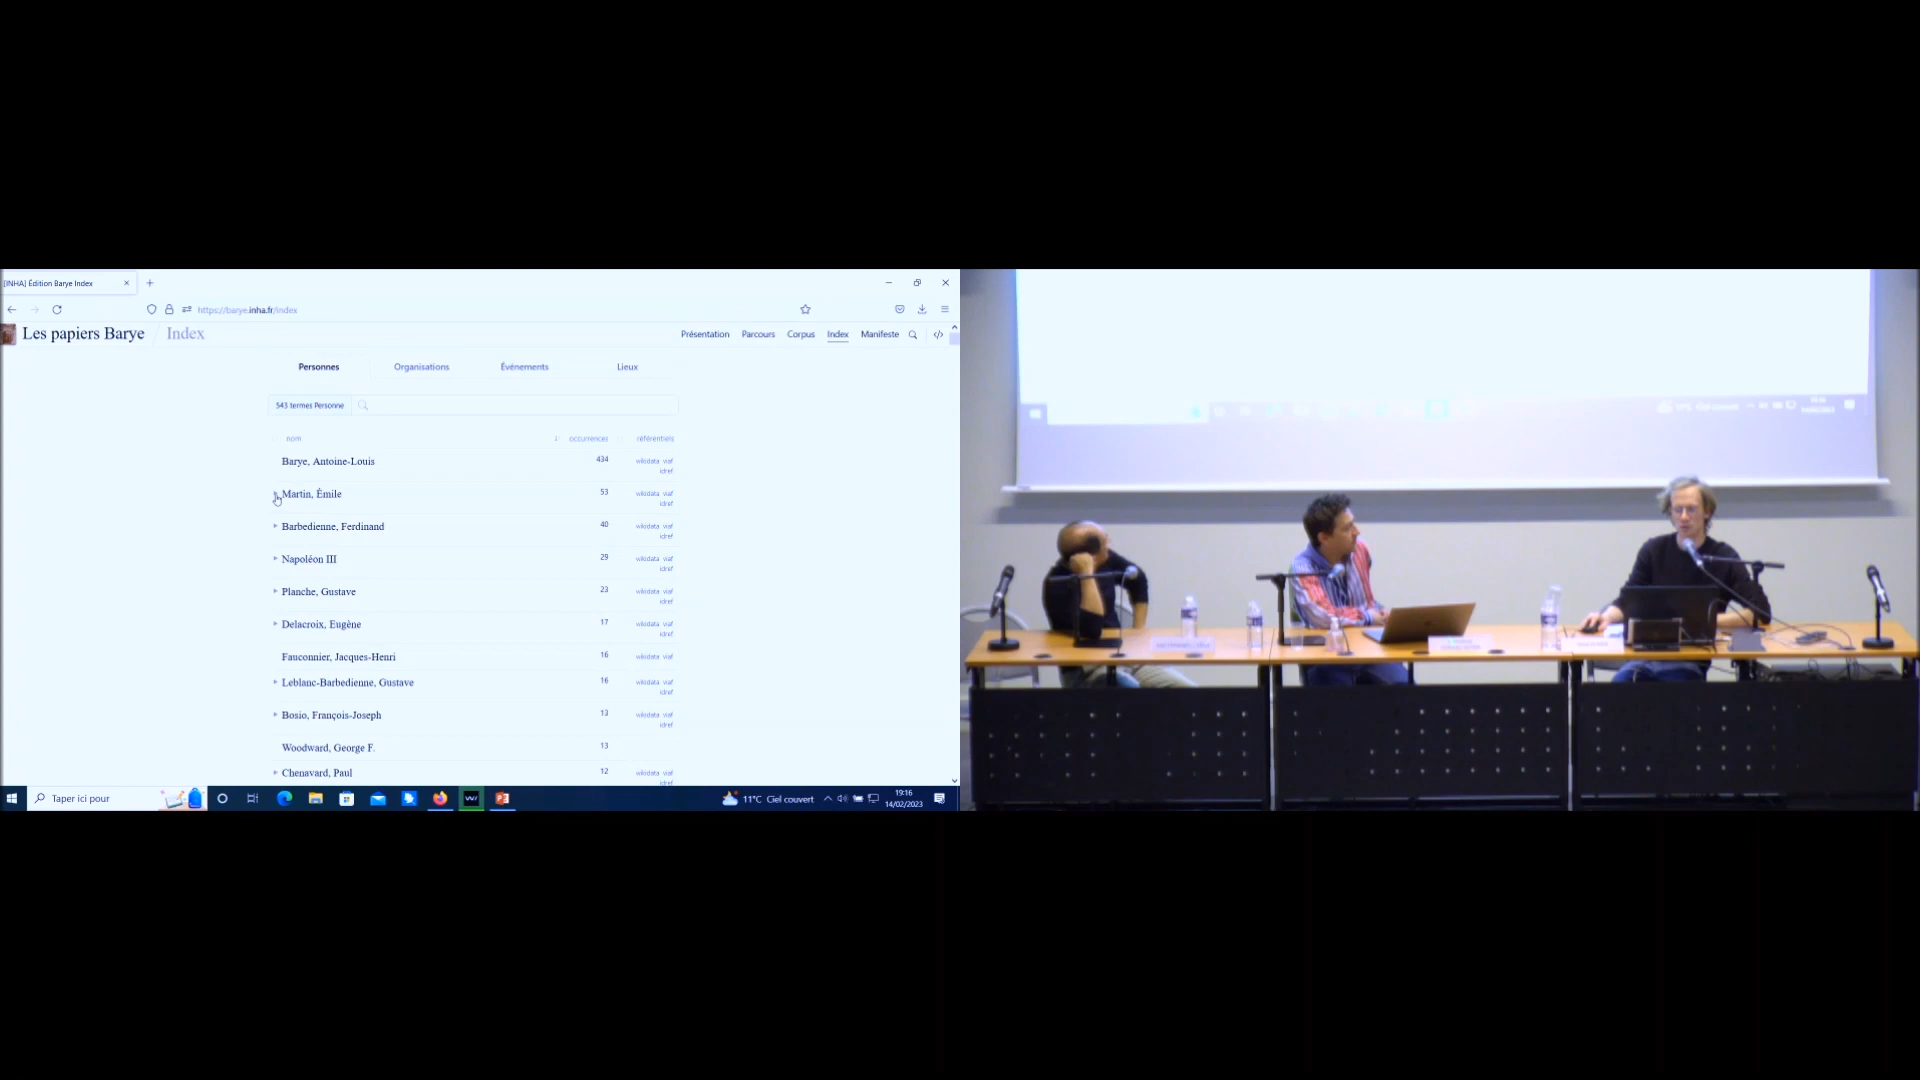 [INHA] Édition Barye Index
https://barye.inha.fr/index
Les papiers Barye / Index
Présentation Parcours Corpus Index Manifeste
Personnes Organisations Événements Lieux
543 termes Personne
nom occurrences référentiels
Barye, Antoine-Louis 434 wikidata viaf
idref
Martin, Émile 53 wikidata viaf
idref
Barbedienne, Ferdinand 40 wikidata viaf
idref
Napoléon III 29 wikidata viaf
idref
Planche, Gustave 23 wikidata viaf
idref
Delacroix, Eugène 17 wikidata viaf
idref
Fauconnier, Jacques-Henri 16 wikidata viaf
Leblanc-Barbedienne, Gustave 16 wikidata viaf
idref
Bosio, François-Joseph 13 wikidata viaf
idref
Woodward, George F. 13
Chenavard, Paul 12 wikidata viaf
idref
Taper ici pour
11°C Ciel couvert
19:16
14/02/2023